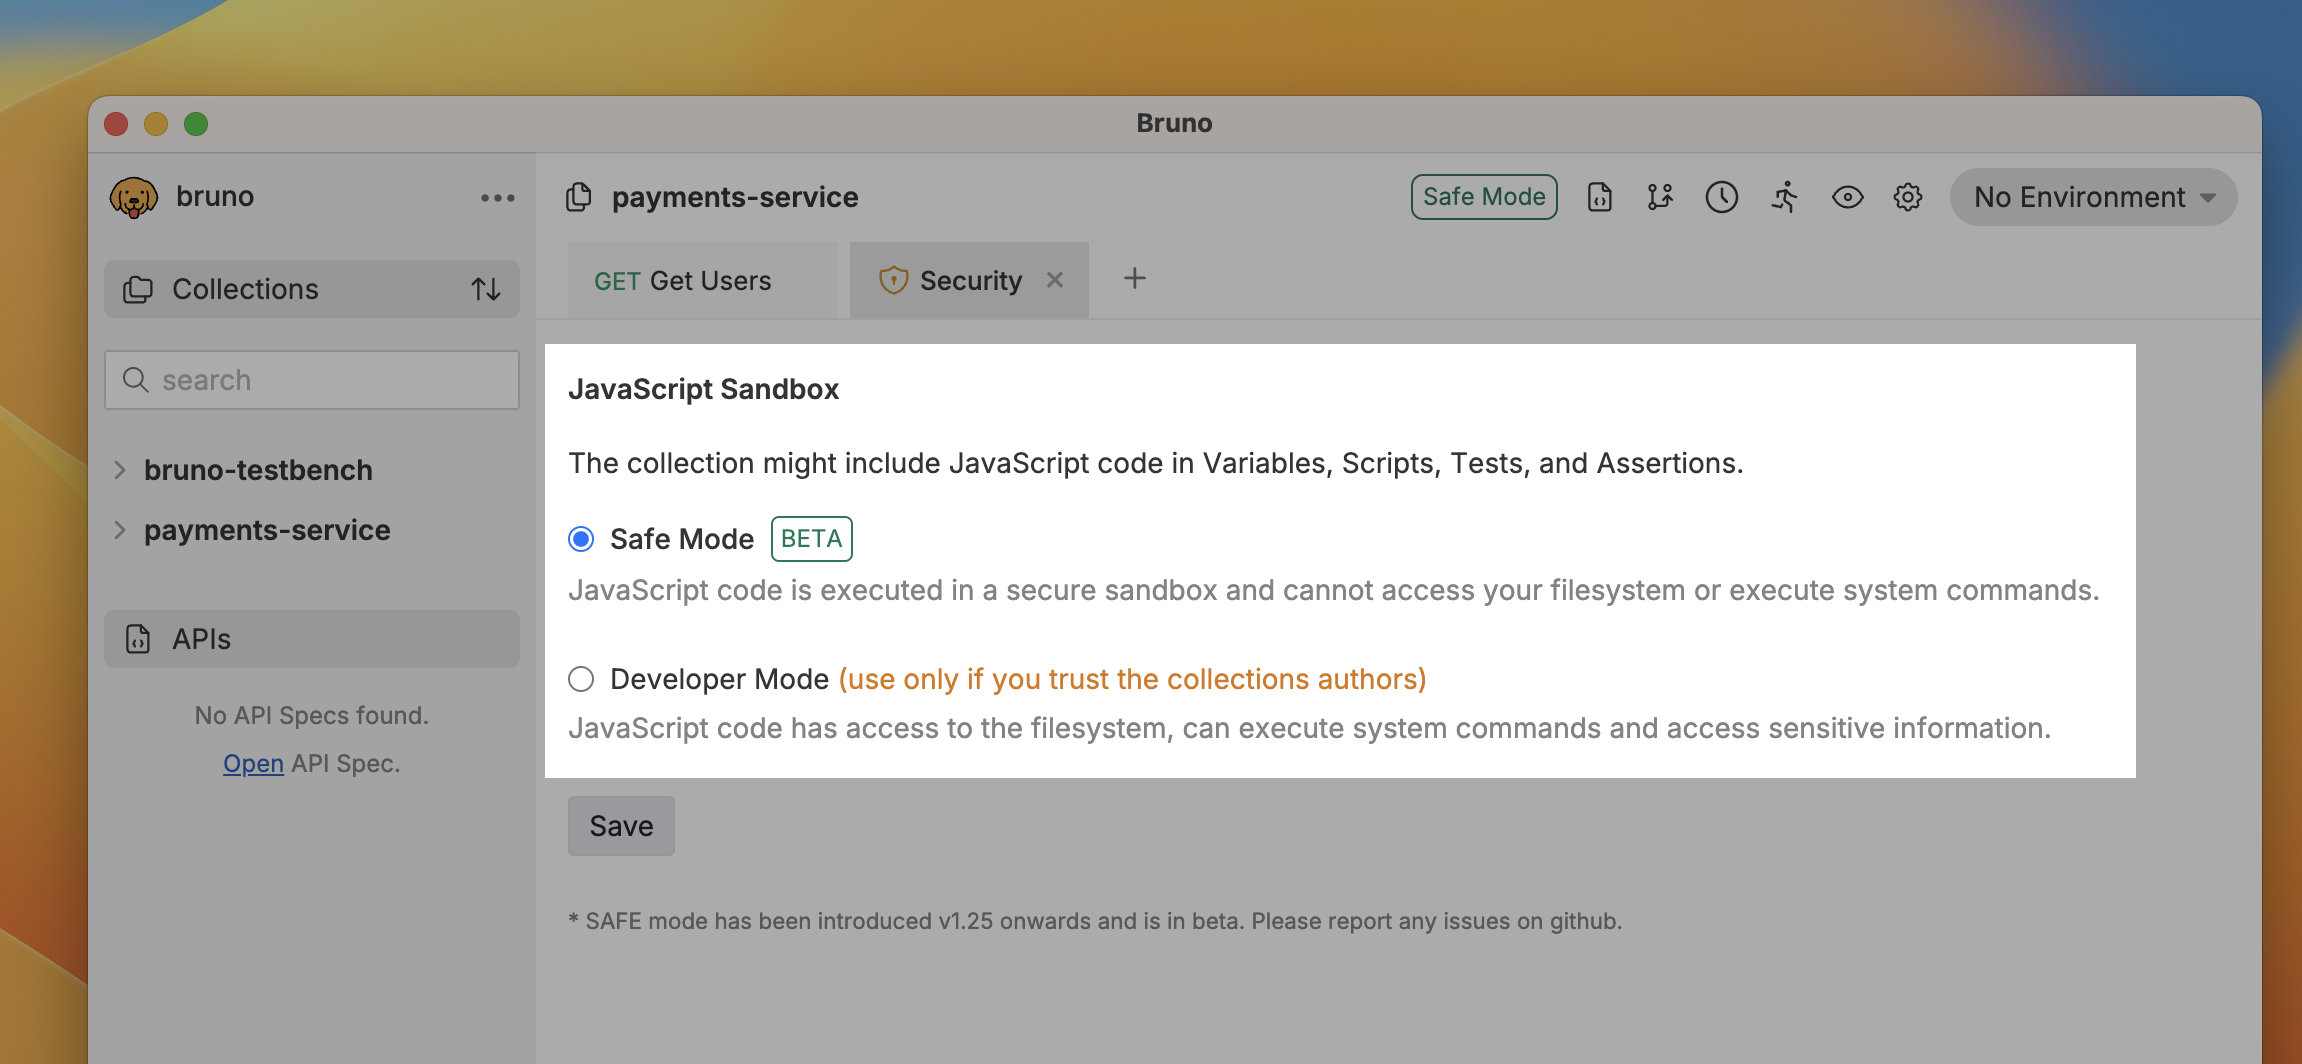 Bruno
bruno
payments-service
Safe Mode
No Environment
Collections
GET Get Users
Security
search
bruno-testbench
payments-service
APIs
No API Specs found.
Open API Spec.
JavaScript Sandbox
The collection might include JavaScript code in Variables, Scripts, Tests, and Assertions.
Safe Mode BETA
JavaScript code is executed in a secure sandbox and cannot access your filesystem or execute system commands.
Developer Mode (use only if you trust the collections authors)
JavaScript code has access to the filesystem, can execute system commands and access sensitive information.
Save
* SAFE mode has been introduced v1.25 onwards and is in beta. Please report any issues on github.